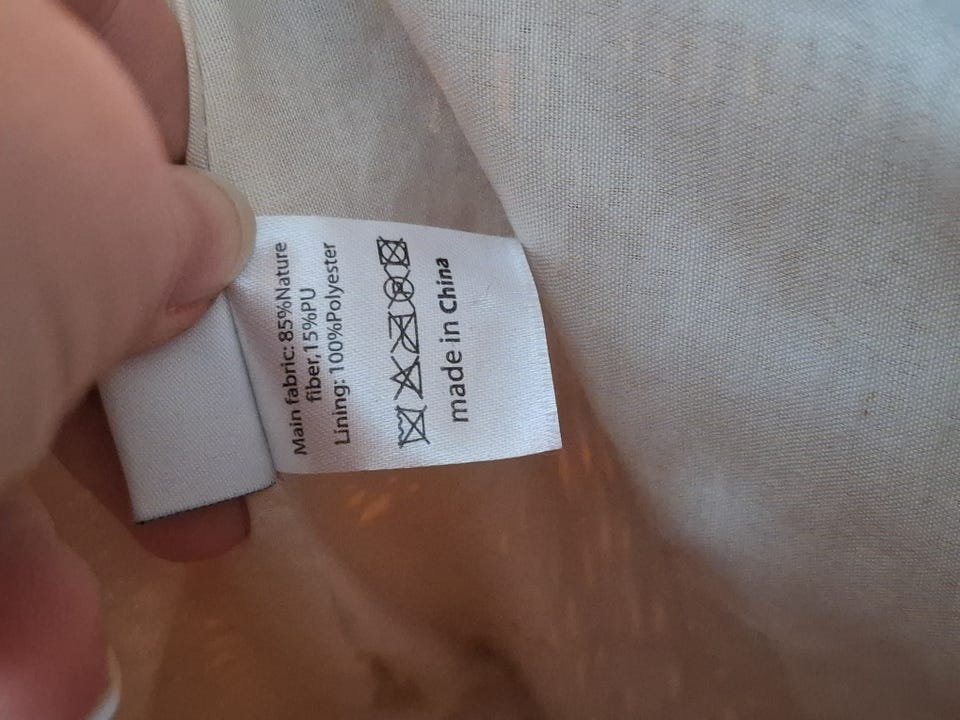 Main fabric: 85%Nature
fiber,15%PU
Lining: 100%Polyester
made in China